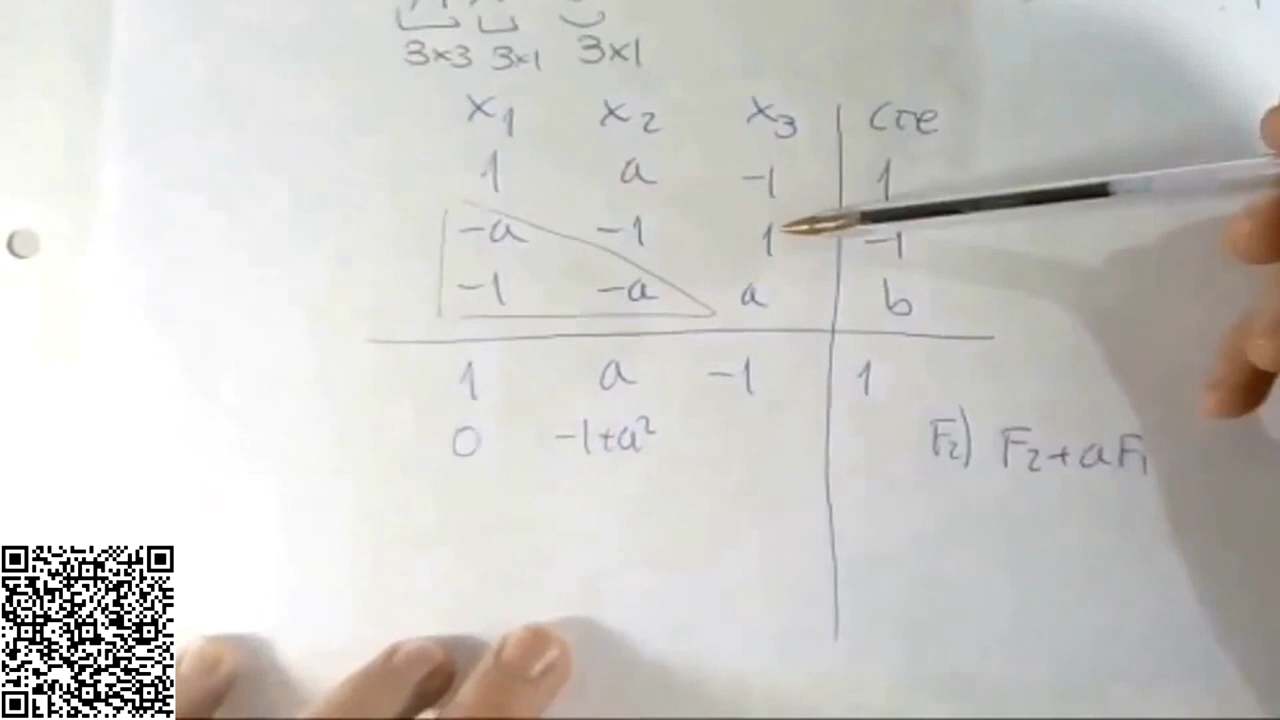 3x3 3x1 3x1
x1 x2 x3 CTE
1 a -1 1
-a -1 1 -1
-1 -a a b
1 a -1 1
0 -1+a² F2) F2+aF1